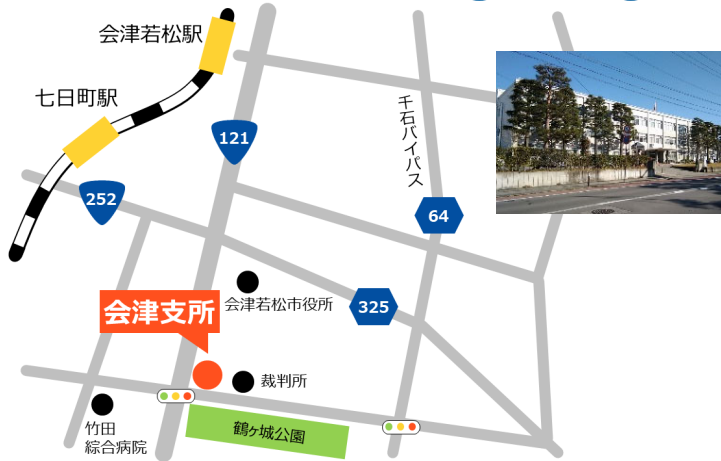 会津若松駅
七日町駅
121
千石バイパス
252
64
会津若松市役所
325
会津支所
裁判所
竹田
綜合病院
鶴ヶ城公園